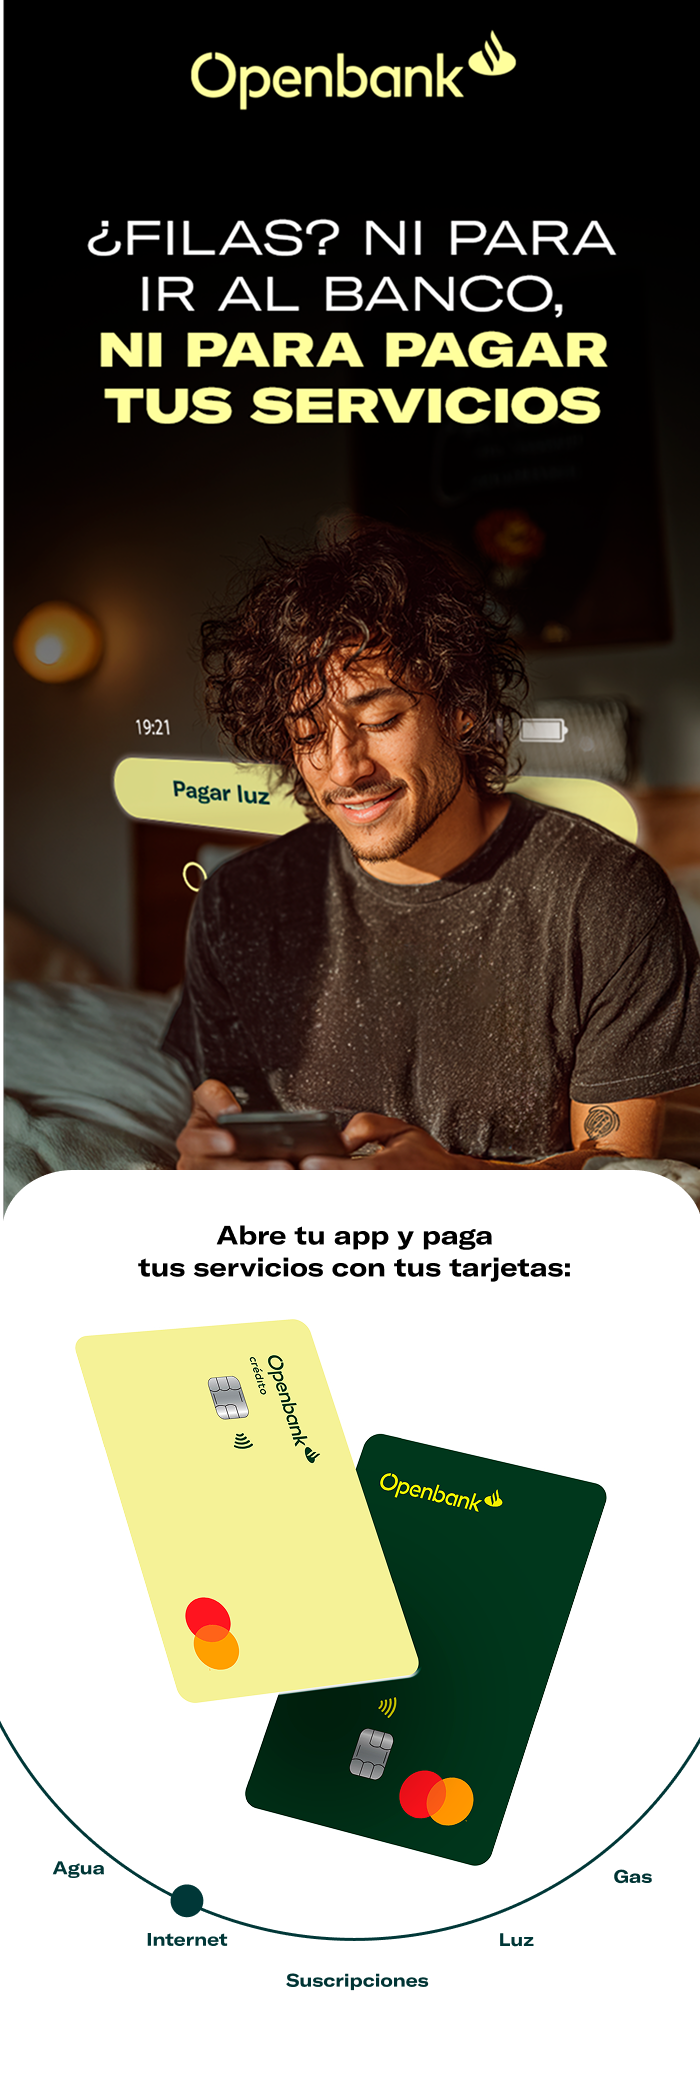 Openbank
¿FILAS? NI PARA
IR AL BANCO,
NI PARA PAGAR
TUS SERVICIOS
19:21
Pagar luz
Abre tu app y paga
tus servicios con tus tarjetas:
Openbank
crédito
Openbank
Agua
Gas
Internet
Luz
Suscripciones